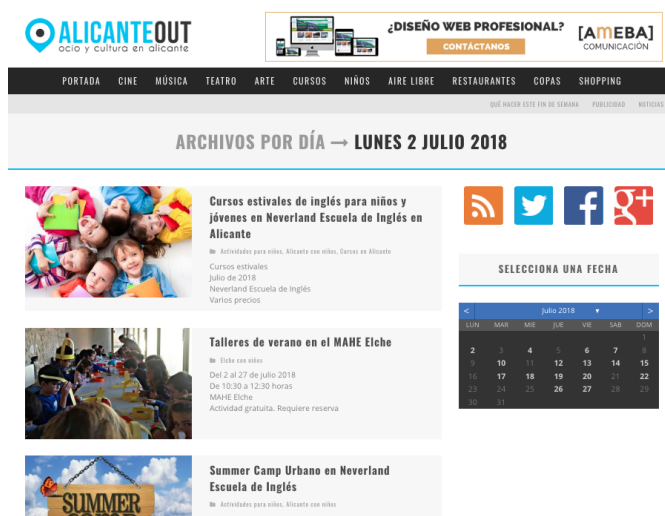 ALICANTEOUT
ocio y cultura en alicante
¿DISEÑO WEB PROFESIONAL?
CONTÁCTANOS
[AMEBA]
COMUNICACIÓN
PORTADA CINE MÚSICA TEATRO ARTE CURSOS NIÑOS AIRE LIBRE RESTAURANTES COPAS SHOPPING
QUÉ HACER ESTE FIN DE SEMANA PUBLICIDAD NOTICIAS
ARCHIVOS POR DÍA → LUNES 2 JULIO 2018
Cursos estivales de inglés para niños y
jóvenes en Neverland Escuela de Inglés en
Alicante
Actividades para niños, Alicante con niños, Cursos en Alicante
Cursos estivales
Julio de 2018
Neverland Escuela de Inglés
Varios precios
Talleres de verano en el MAHE Elche
Elche con niños
Del 2 al 27 de julio 2018
De 10:30 a 12:30 horas
MAHE Elche
Actividad gratuita. Requiere reserva
SUMMER
Summer Camp Urbano en Neverland
Escuela de Inglés
Actividades para niños, Alicante con niños
f g+
SELECCIONA UNA FECHA
< Julio 2018 ▼ >
LUN MAR MIE JUE VIE SAB DOM
1
2 3 4 5 6 7 8
9 10 11 12 13 14 15
16 17 18 19 20 21 22
23 24 25 26 27 28 29
30 31